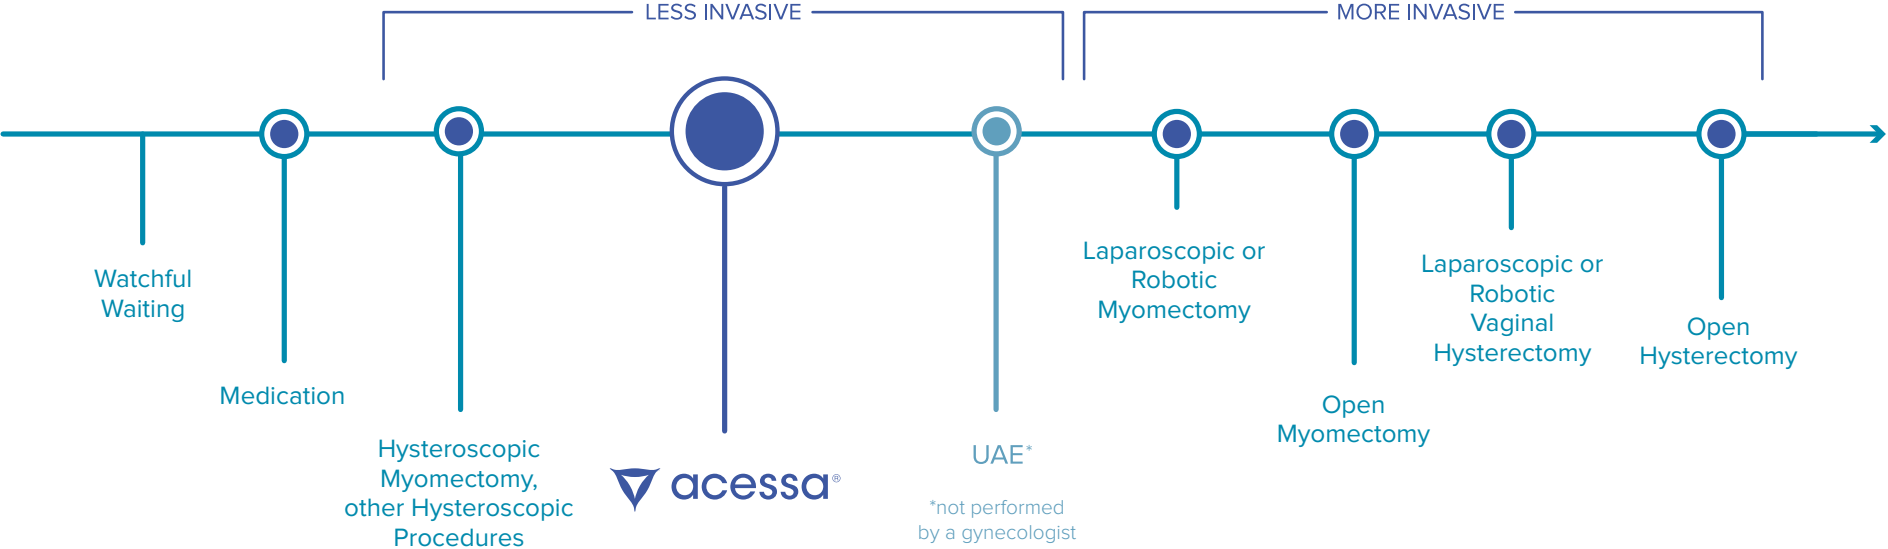 LESS INVASIVE
MORE INVASIVE
Watchful
Waiting
Medication
Hysteroscopic
Myomectomy,
other Hysteroscopic
Procedures
acessa®
UAE*
*not performed
by a gynecologist
Laparoscopic or
Robotic
Myomectomy
Open
Myomectomy
Laparoscopic or
Robotic
Vaginal
Hysterectomy
Open
Hysterectomy